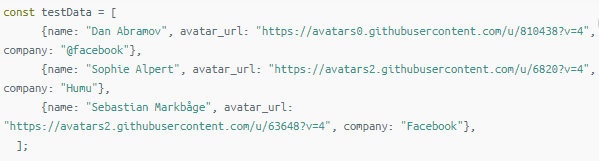 const testData = [
{name: "Dan Abramov", avatar_url: "https://avatars0.githubusercontent.com/u/810438?v=4",
company: "@facebook"},
{name: "Sophie Alpert", avatar_url: "https://avatars2.githubusercontent.com/u/6820?v=4",
company: "Humu"},
{name: "Sebastian Markbåge", avatar_url:
"https://avatars2.githubusercontent.com/u/63648?v=4", company: "Facebook"},
];